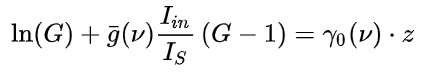 ln(G) + ḡ(ν) I_in / I_S (G − 1) = γ₀(ν) · z